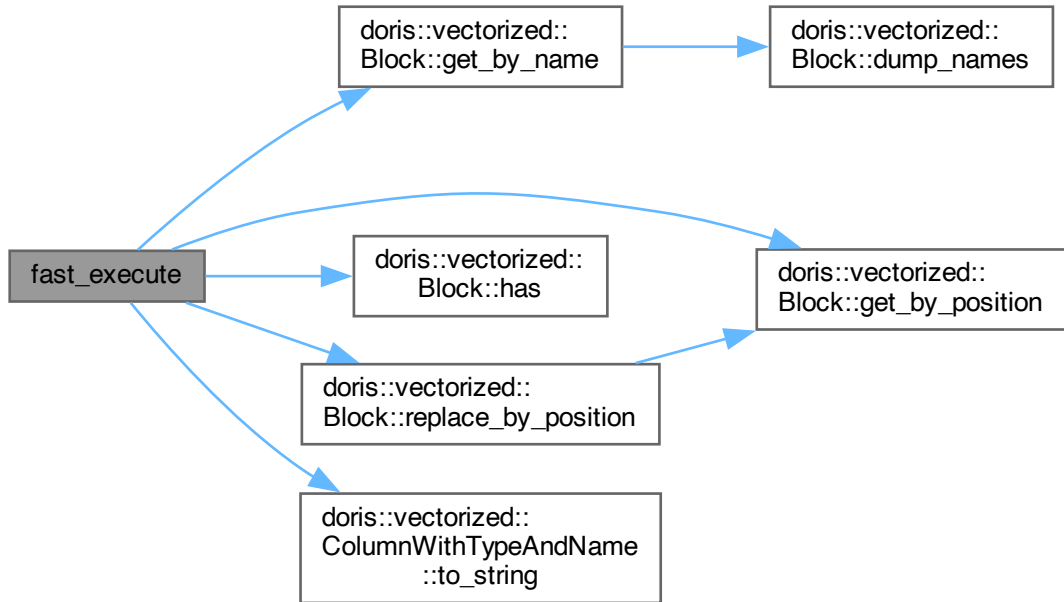 doris::vectorized::
Block::get_by_name
doris::vectorized::
Block::dump_names
fast_execute
doris::vectorized::
Block::has
doris::vectorized::
Block::get_by_position
doris::vectorized::
Block::replace_by_position
doris::vectorized::
ColumnWithTypeAndName
::to_string